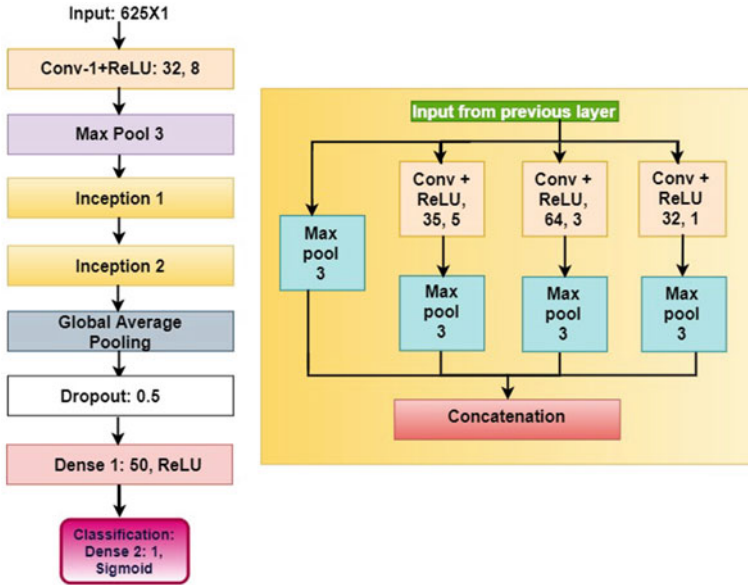 Input: 625X1
Conv-1+ReLU: 32, 8
Max Pool 3
Inception 1
Inception 2
Global Average
Pooling
Dropout: 0.5
Dense 1: 50, ReLU
Classification:
Dense 2: 1,
Sigmoid
Input from previous layer
Max
pool
3
Conv +
ReLU,
35, 5
Max
pool
3
Conv +
ReLU,
64, 3
Max
pool
3
Conv +
ReLU
32, 1
Max
pool
3
Concatenation